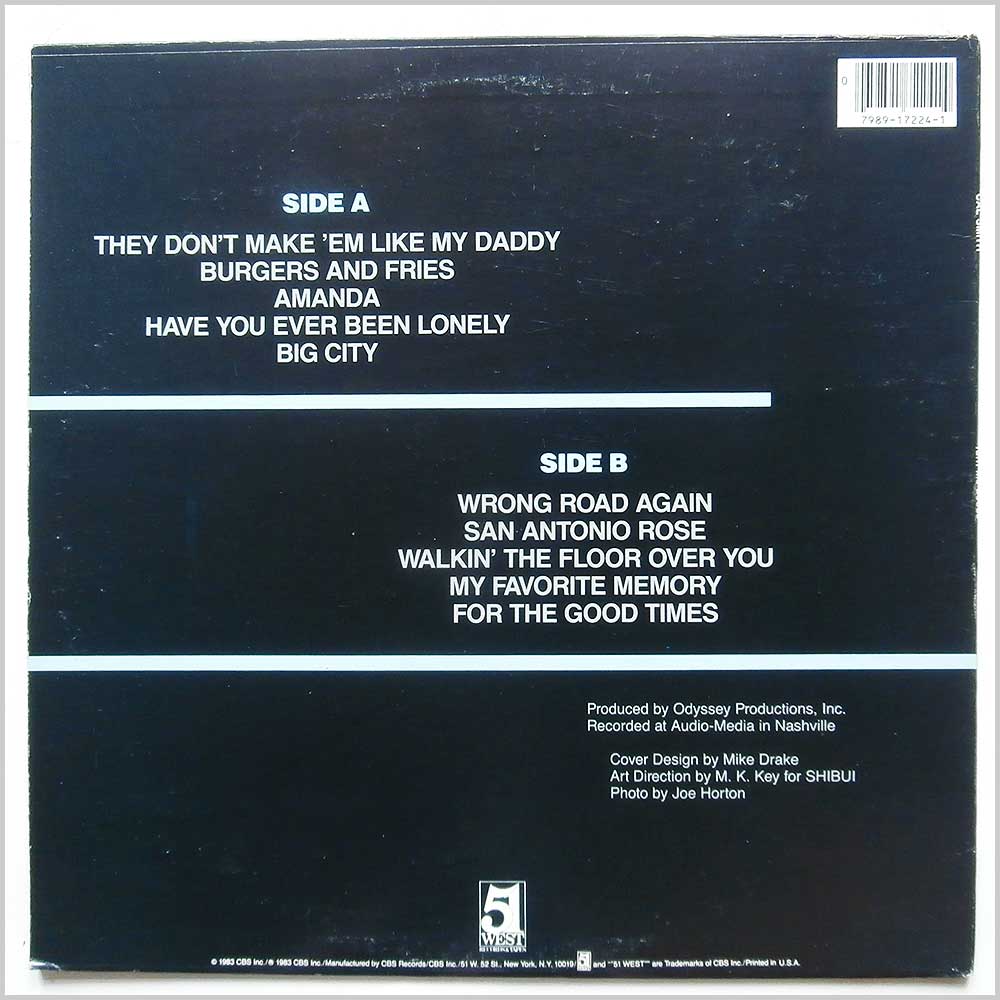 0
7989-17224-1
SIDE A
THEY DON'T MAKE 'EM LIKE MY DADDY
BURGERS AND FRIES
AMANDA
HAVE YOU EVER BEEN LONELY
BIG CITY
SIDE B
WRONG ROAD AGAIN
SAN ANTONIO ROSE
WALKIN' THE FLOOR OVER YOU
MY FAVORITE MEMORY
FOR THE GOOD TIMES
Produced by Odyssey Productions, Inc.
Recorded at Audio-Media in Nashville
Cover Design by Mike Drake
Art Direction by M. K. Key for SHIBUI
Photo by Joe Horton
51
WEST
RECORDS & TAPES
© 1983 CBS Inc./℗ 1983 CBS Inc./Manufactured by CBS Records/CBS Inc./51 W. 52 St., New York, N.Y. 10019/ and "51 WEST" are Trademarks of CBS Inc./Printed in U.S.A.